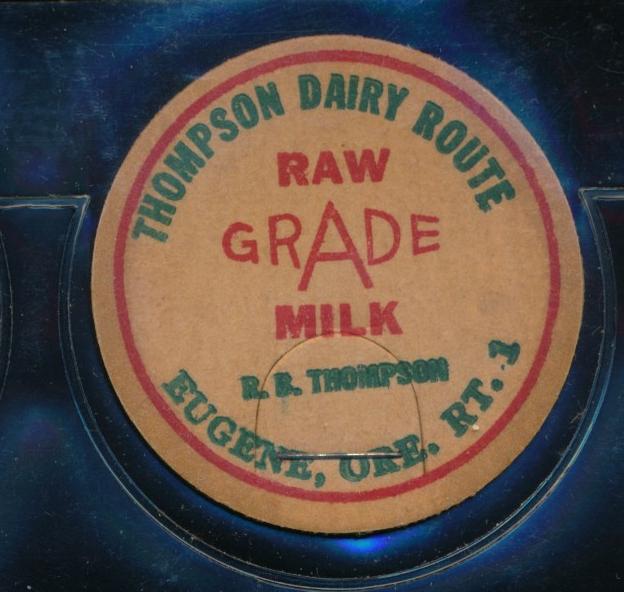 THOMPSON DAIRY ROUTE
RAW
GRADE
MILK
R. B. THOMPSON
EUGENE, ORE. RT. 1